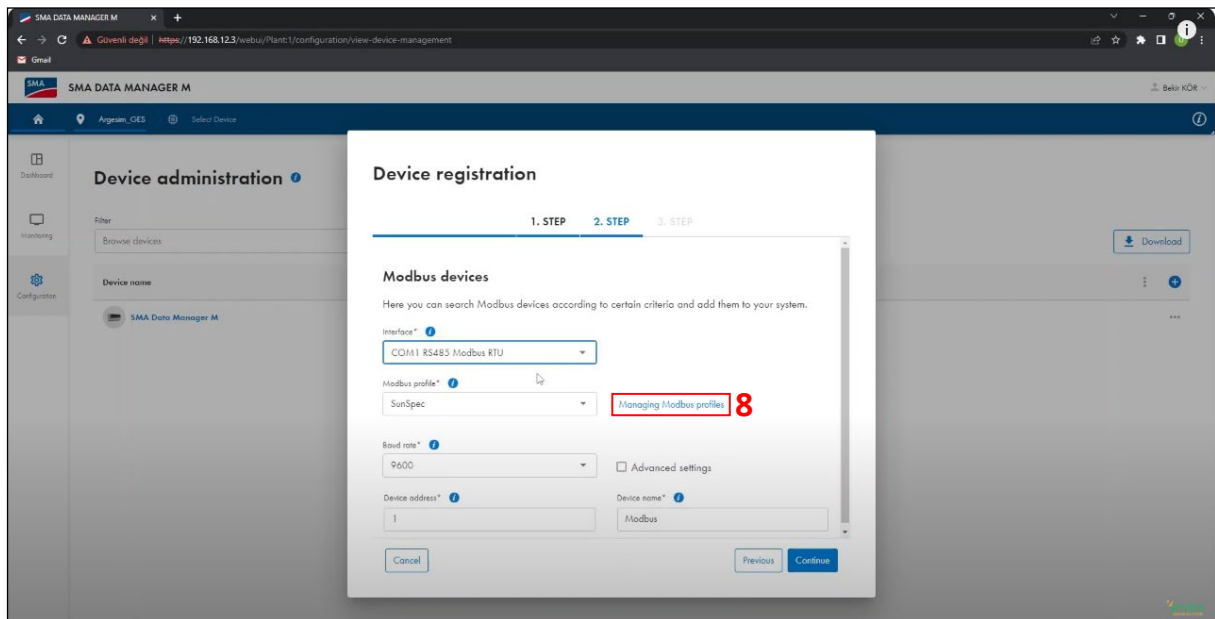 SMA DATA MANAGER M
Güvenli değil | https://192.168.12.3/webui/Plant:1/configuration/view-device-management
Gmail
SMA
SMA DATA MANAGER M
Bekir KÖR
Argesim_GES
Select Device
Dashboard
Device administration
Filter
Browse devices
Download
Monitoring
Device name
Configuration
SMA Data Manager M
Device registration
1. STEP 2. STEP 3. STEP
Modbus devices
Here you can search Modbus devices according to certain criteria and add them to your system.
Interface*
COM1 RS485 Modbus RTU
Modbus profile*
SunSpec
Managing Modbus profiles 8
Baud rate*
9600
Advanced settings
Device address*
Device name*
1
Modbus
Cancel
Previous
Continue